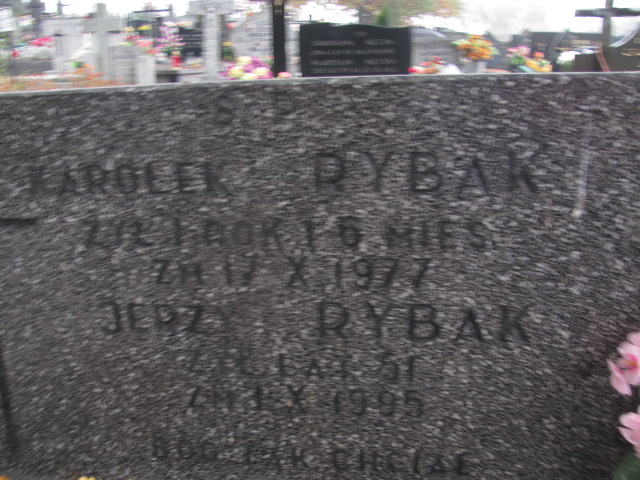 KAROLEK RYBAK
ŻYŁ 1 ROK I 6 MIES
ZM 17 X 1977
JERZY RYBAK
ŻYŁ LAT 51
ZM 1 X 1995
BÓG TAK CHCIAŁ